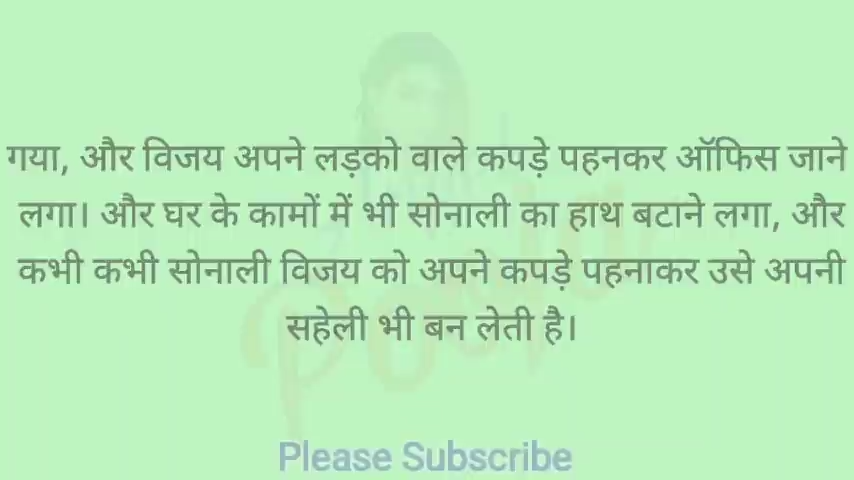 गया, और विजय अपने लड़को वाले कपड़े पहनकर ऑफिस जाने
लगा। और घर के कामों में भी सोनाली का हाथ बटाने लगा, और
कभी कभी सोनाली विजय को अपने कपड़े पहनाकर उसे अपनी
सहेली भी बन लेती है।
Please Subscribe